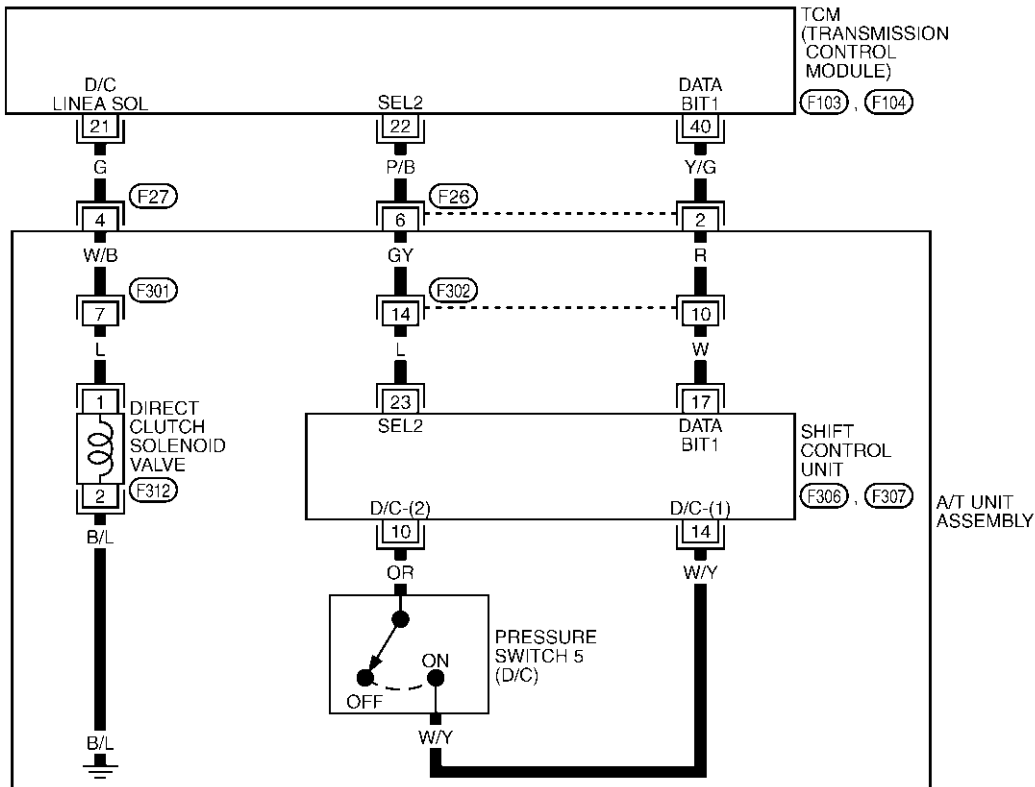 TCM
(TRANSMISSION
CONTROL
MODULE)
F103 , F104
D/C
LINEA SOL
SEL2
DATA
BIT1
21
22
40
G
P/B
Y/G
F27
F26
4
6
2
W/B
GY
R
F301
F302
7
14
10
L
L
W
1
23
17
DIRECT
CLUTCH
SOLENOID
VALVE
F312
2
SEL2
DATA
BIT1
SHIFT
CONTROL
UNIT
F306 , F307
D/C-(2)
D/C-(1)
10
14
A/T UNIT
ASSEMBLY
B/L
OR
W/Y
PRESSURE
SWITCH 5
(D/C)
ON
OFF
W/Y
B/L